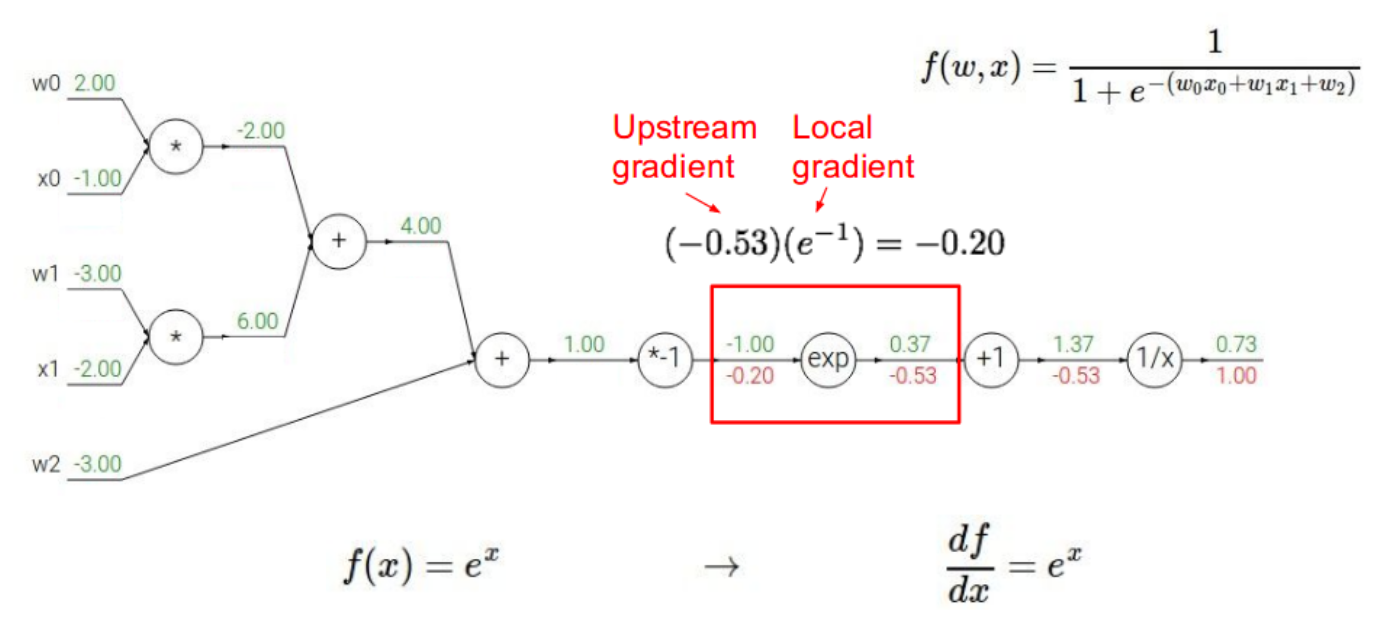 f(w, x) = \frac{1}{1 + e^{-(w_0x_0+w_1x_1+w_2)}}
w0 2.00
*
-2.00
x0 -1.00
Upstream gradient
Local gradient
(−0.53)(e^{−1}) = −0.20
+
4.00
w1 -3.00
*
6.00
x1 -2.00
+
1.00
*-1
-1.00
-0.20
exp
0.37
-0.53
+1
1.37
-0.53
1/x
0.73
1.00
w2 -3.00
f(x) = e^x → \frac{df}{dx} = e^x